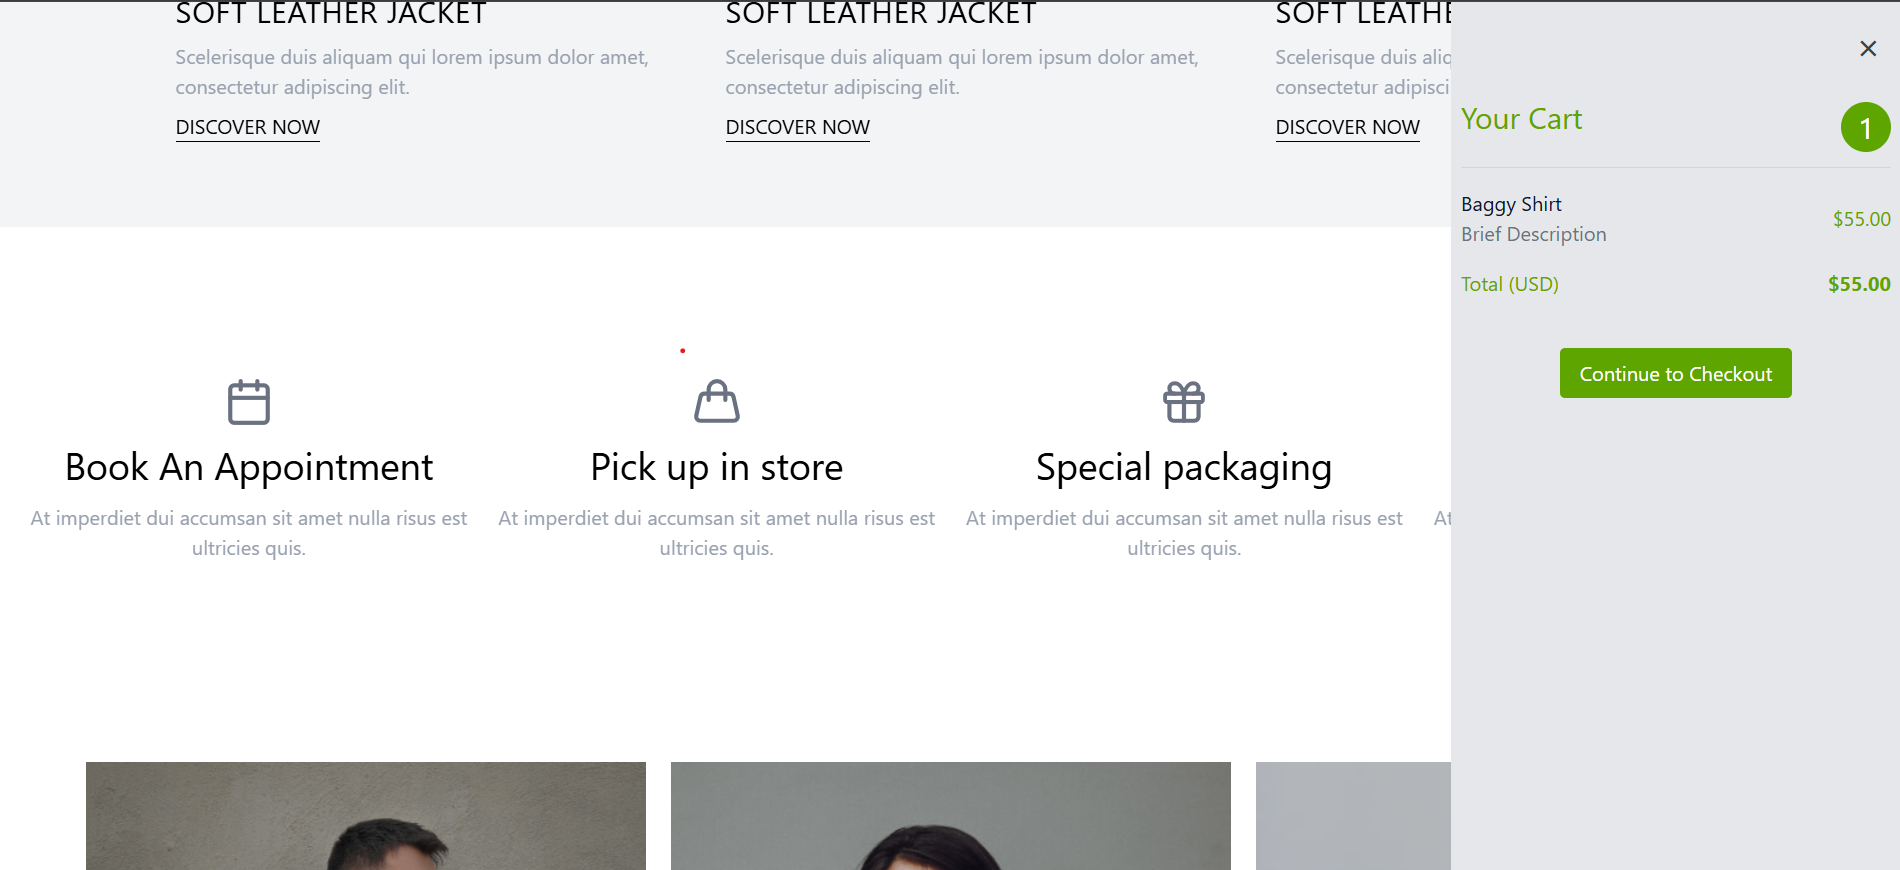 SOFT LEATHER JACKET
Scelerisque duis aliquam qui lorem ipsum dolor amet,
consectetur adipiscing elit.
DISCOVER NOW
SOFT LEATHER JACKET
Scelerisque duis aliquam qui lorem ipsum dolor amet,
consectetur adipiscing elit.
DISCOVER NOW
SOFT LEATHE
Scelerisque duis aliq
consectetur adipisci
DISCOVER NOW
Book An Appointment
At imperdiet dui accumsan sit amet nulla risus est
ultricies quis.
Pick up in store
At imperdiet dui accumsan sit amet nulla risus est
ultricies quis.
Special packaging
At imperdiet dui accumsan sit amet nulla risus est
ultricies quis.
At
Your Cart
1
Baggy Shirt
Brief Description
$55.00
Total (USD)
$55.00
Continue to Checkout